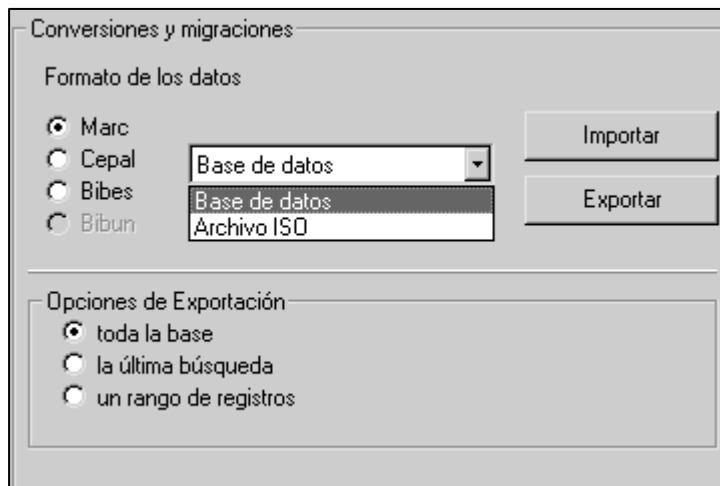 Conversiones y migraciones
Formato de los datos
Marc
Cepal
Bibes
Bibun
Base de datos
Base de datos
Archivo ISO
Importar
Exportar
Opciones de Exportación
toda la base
la última búsqueda
un rango de registros